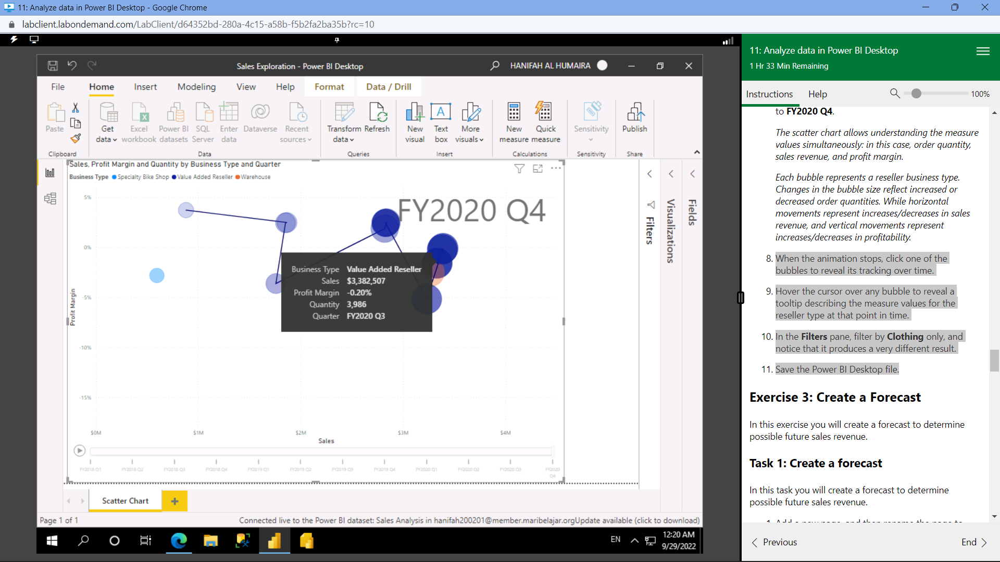 11: Analyze data in Power BI Desktop - Google Chrome
labclient.labondemand.com/LabClient/d64352bd-280a-4c15-a58b-f5b2fa2ba35b?rc=10
Sales Exploration - Power BI Desktop
HANIFAH AL HUMAIRA
File Home Insert Modeling View Help Format Data / Drill
Paste
Get data
Excel workbook
Power BI datasets
SQL Server
Enter data
Dataverse
Recent sources
Transform data
Refresh
New visual
Text box
More visuals
New measure
Quick measure
Sensitivity
Publish
Clipboard
Data
Queries
Insert
Calculations
Sensitivity
Share
Sales, Profit Margin and Quantity by Business Type and Quarter
Business Type Specialty Bike Shop Value Added Reseller Warehouse
FY2020 Q4
5%
0%
-5%
-10%
-15%
Profit Margin
Business Type Value Added Reseller
Sales $3,382,507
Profit Margin -0.20%
Quantity 3,986
Quarter FY2020 Q3
$0M $1M $2M $3M $4M
Sales
FY2018 Q1 FY2018 Q2 FY2018 Q3 FY2018 Q4 FY2019 Q1 FY2019 Q2 FY2019 Q3 FY2019 Q4 FY2020 Q1 FY2020 Q2 FY2020 Q3 FY2020 Q4
Filters
Visualizations
Fields
Scatter Chart
Page 1 of 1
Connected live to the Power BI dataset: Sales Analysis in hanifah200201@member.maribelajar.orgUpdate available (click to download)
EN
12:20 AM
9/29/2022
11: Analyze data in Power BI Desktop
1 Hr 33 Min Remaining
Instructions Help 100%
to FY2020 Q4.
The scatter chart allows understanding the measure
values simultaneously: in this case, order quantity,
sales revenue, and profit margin.
Each bubble represents a reseller business type.
Changes in the bubble size reflect increased or
decreased order quantities. While horizontal
movements represent increases/decreases in sales
revenue, and vertical movements represent
increases/decreases in profitability.
8. When the animation stops, click one of the
bubbles to reveal its tracking over time.
9. Hover the cursor over any bubble to reveal a
tooltip describing the measure values for the
reseller type at that point in time.
10. In the Filters pane, filter by Clothing only, and
notice that it produces a very different result.
11. Save the Power BI Desktop file.
Exercise 3: Create a Forecast
In this exercise you will create a forecast to determine
possible future sales revenue.
Task 1: Create a forecast
In this task you will create a forecast to determine
possible future sales revenue.
1. Add a new page, and then rename the page to
Previous
End